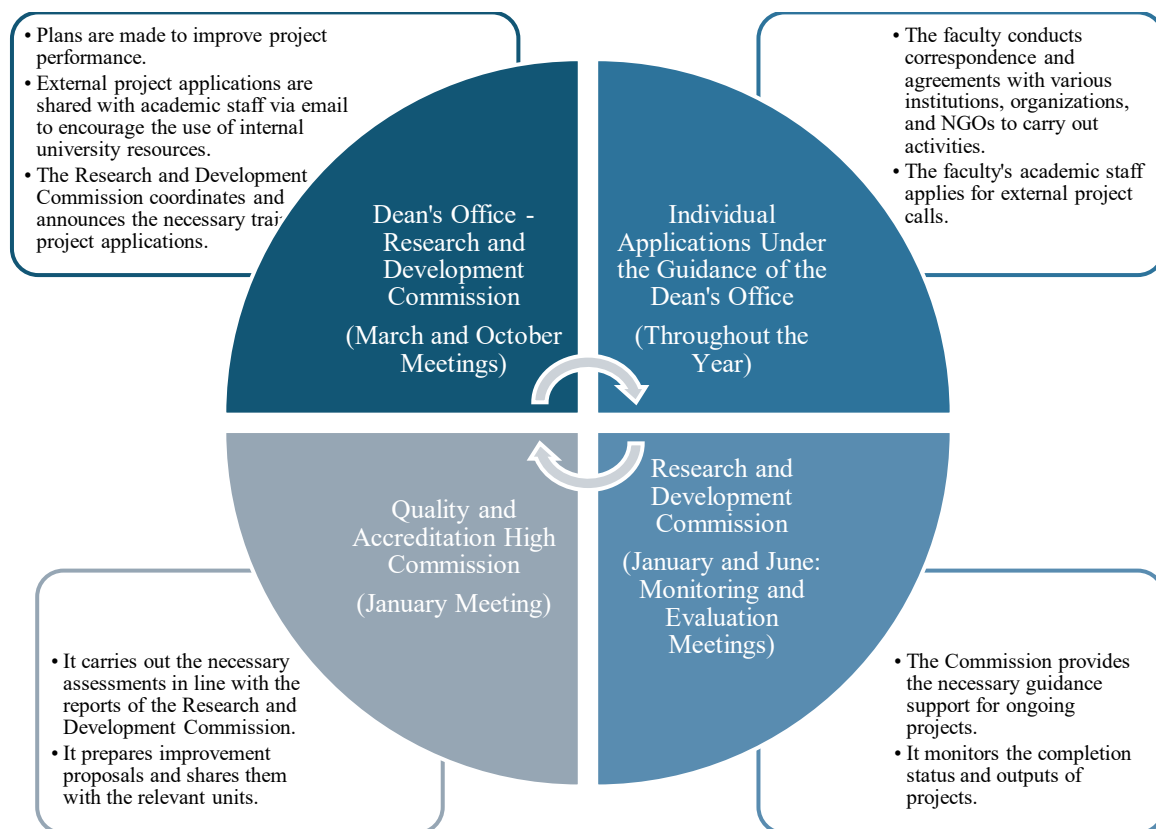 • Plans are made to improve project
performance.
• External project applications are
shared with academic staff via email
to encourage the use of internal
university resources.
• The Research and Development
Commission coordinates and
announces the necessary
project applications.
Dean's Office -
Research and
Development
Commission
(March and October
Meetings)
• The faculty conducts
correspondence and
agreements with various
institutions, organizations,
and NGOs to carry out
activities.
• The faculty's academic staff
applies for external project
calls.
Individual
Applications Under
the Guidance of the
Dean's Office
(Throughout the
Year)
Quality and
Accreditation High
Commission
(January Meeting)
• It carries out the necessary
assessments in line with the
reports of the Research and
Development Commission.
• It prepares improvement
proposals and shares them
with the relevant units.
Research and
Development
Commission
(January and June:
Monitoring and
Evaluation
Meetings)
• The Commission provides
the necessary guidance
support for ongoing
projects.
• It monitors the completion
status and outputs of
projects.